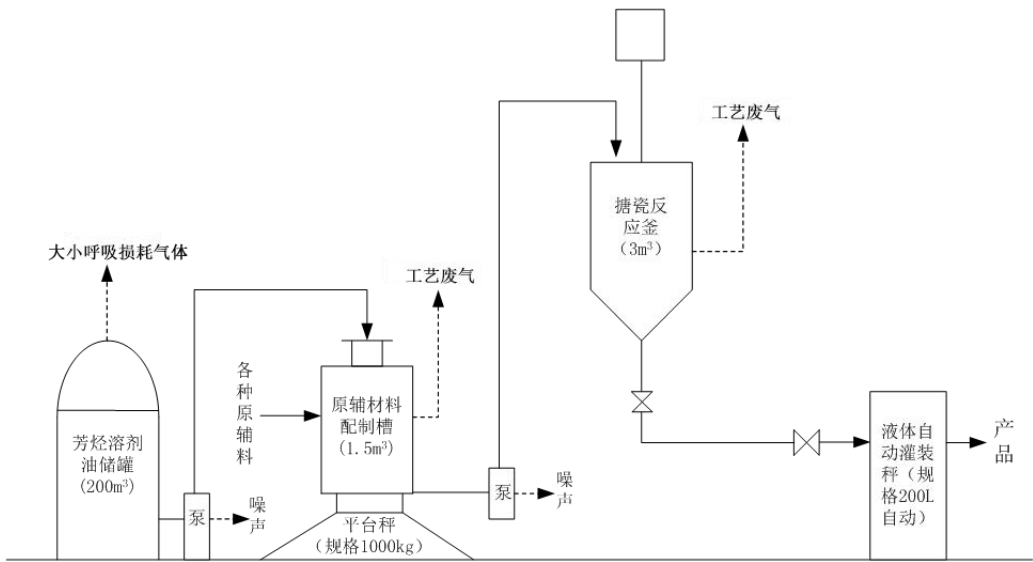 大小呼吸损耗气体
芳烃溶剂
油储罐
(200m³)
泵
噪声
各种原辅料
工艺废气
原辅材料
配制槽
(1.5m³)
平台秤
（规格1000kg）
泵
噪声
搪瓷反
应釜
（3m³）
工艺废气
液体自
动灌装
秤（规
格200L
自动）
产品